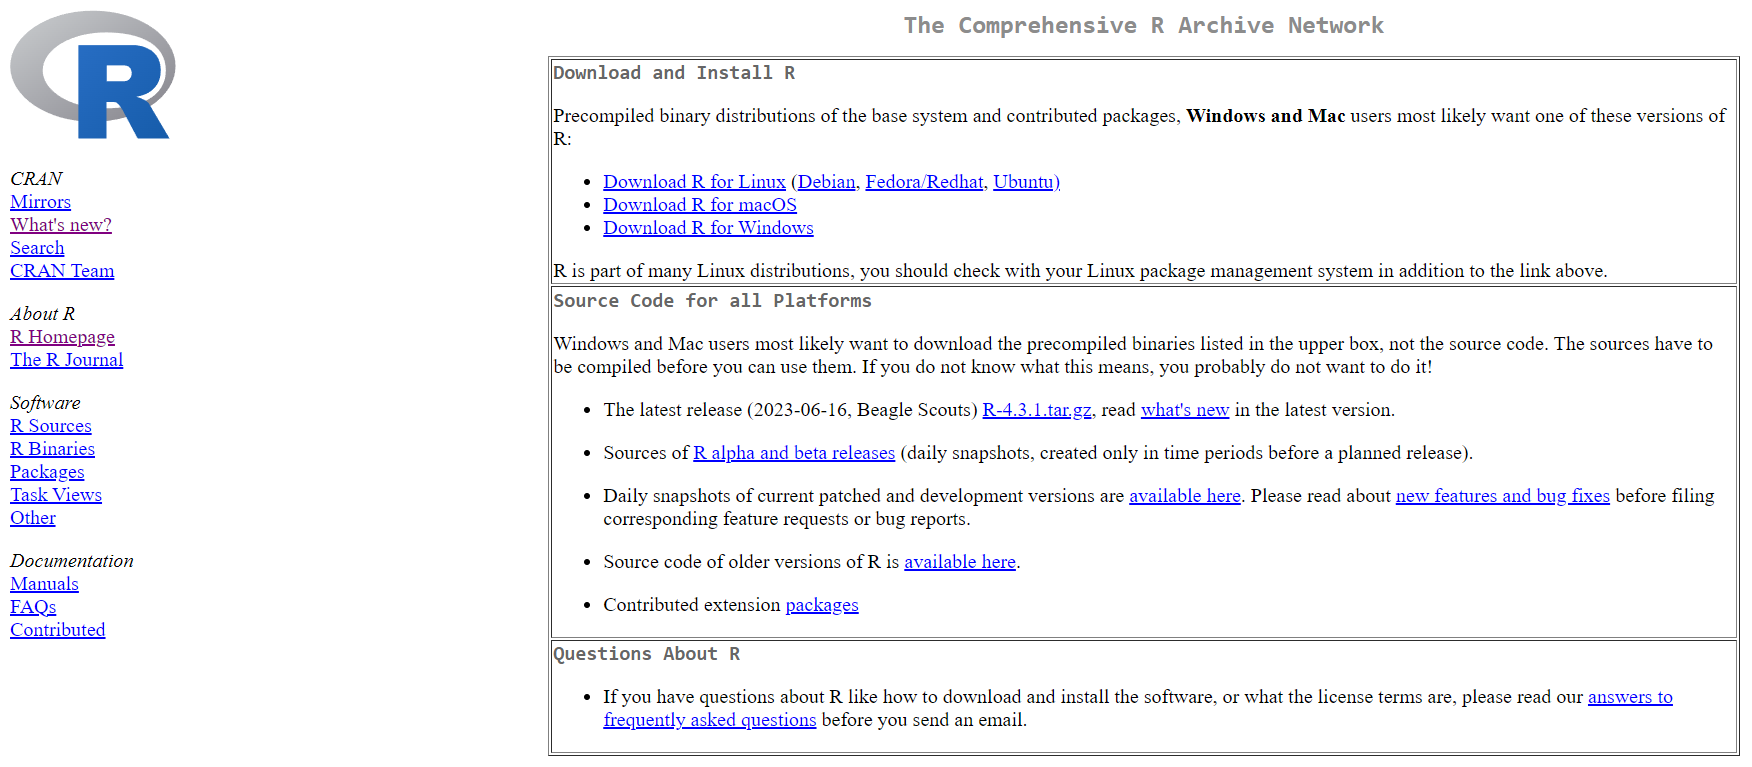 R
CRAN
Mirrors
What's new?
Search
CRAN Team
About R
R Homepage
The R Journal
Software
R Sources
R Binaries
Packages
Task Views
Other
Documentation
Manuals
FAQs
Contributed
The Comprehensive R Archive Network
Download and Install R
Precompiled binary distributions of the base system and contributed packages, Windows and Mac users most likely want one of these versions of
R:
Download R for Linux (Debian, Fedora/Redhat, Ubuntu)
Download R for macOS
Download R for Windows
R is part of many Linux distributions, you should check with your Linux package management system in addition to the link above.
Source Code for all Platforms
Windows and Mac users most likely want to download the precompiled binaries listed in the upper box, not the source code. The sources have to
be compiled before you can use them. If you do not know what this means, you probably do not want to do it!
The latest release (2023-06-16, Beagle Scouts) R-4.3.1.tar.gz, read what's new in the latest version.
Sources of R alpha and beta releases (daily snapshots, created only in time periods before a planned release).
Daily snapshots of current patched and development versions are available here. Please read about new features and bug fixes before filing
corresponding feature requests or bug reports.
Source code of older versions of R is available here.
Contributed extension packages
Questions About R
If you have questions about R like how to download and install the software, or what the license terms are, please read our answers to
frequently asked questions before you send an email.